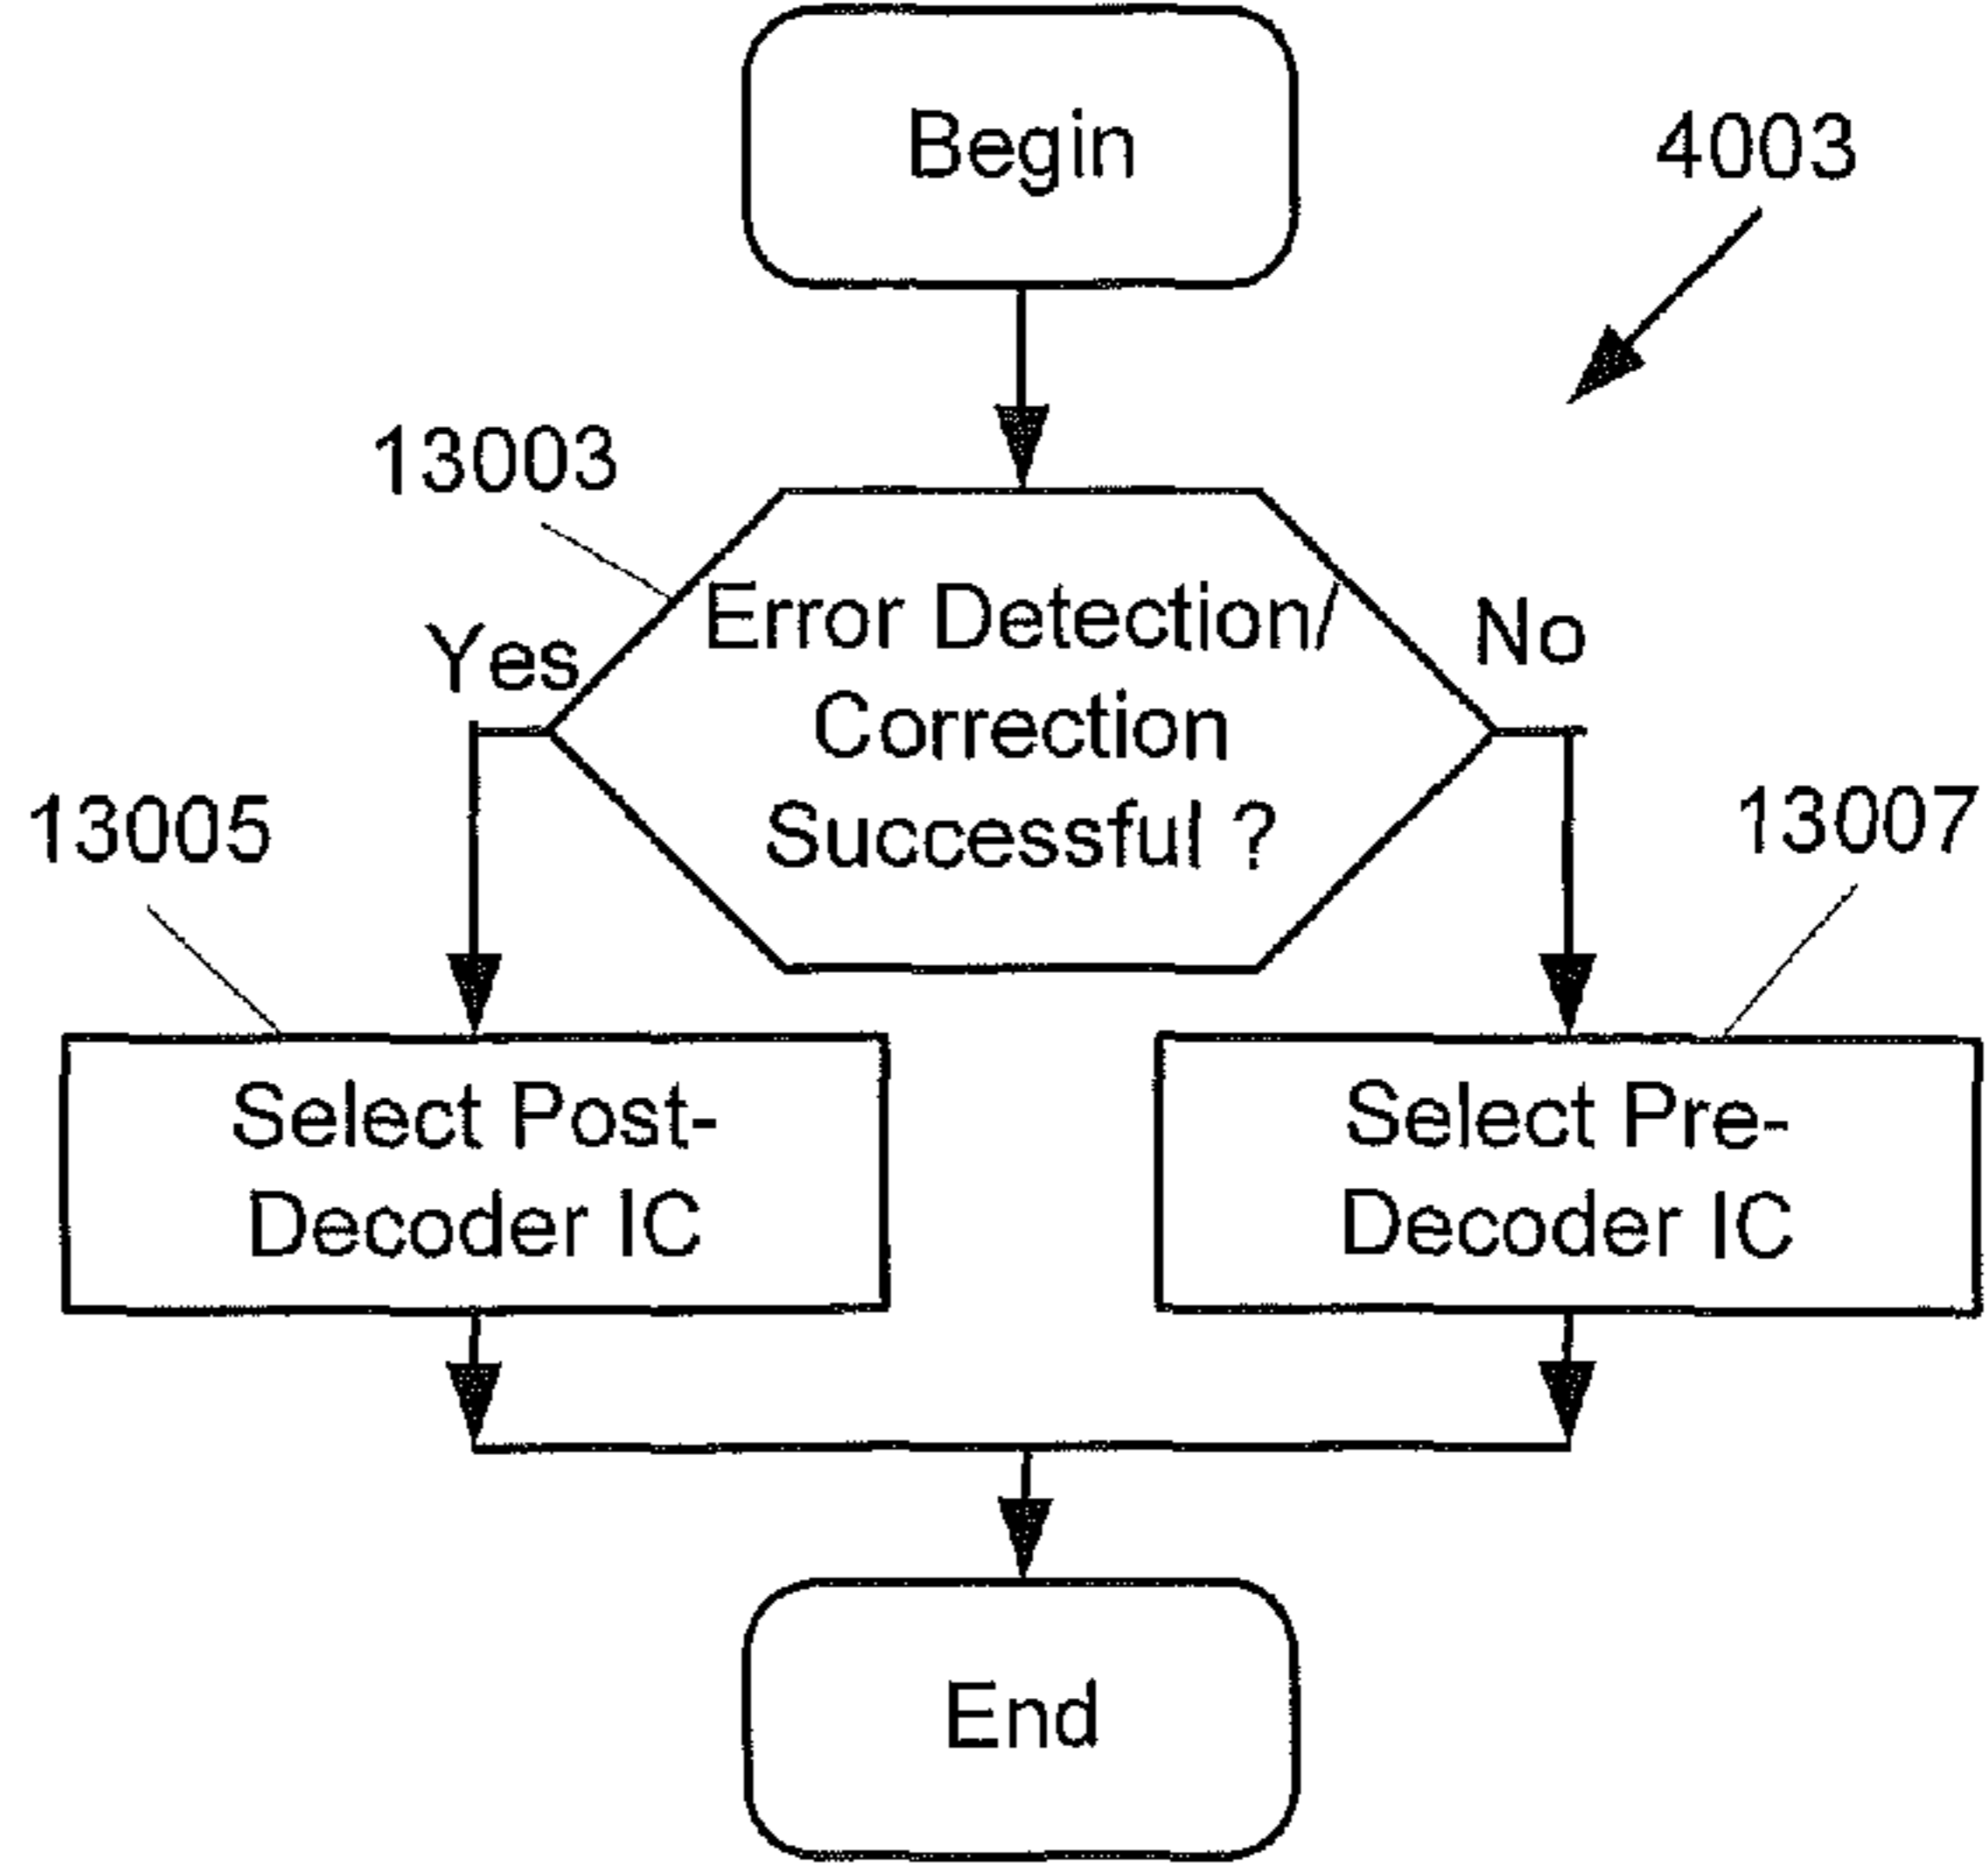 Begin
4003
13003
Yes
Error Detection/
Correction
Successful ?
No
13005
13007
Select Post-
Decoder IC
Select Pre-
Decoder IC
End